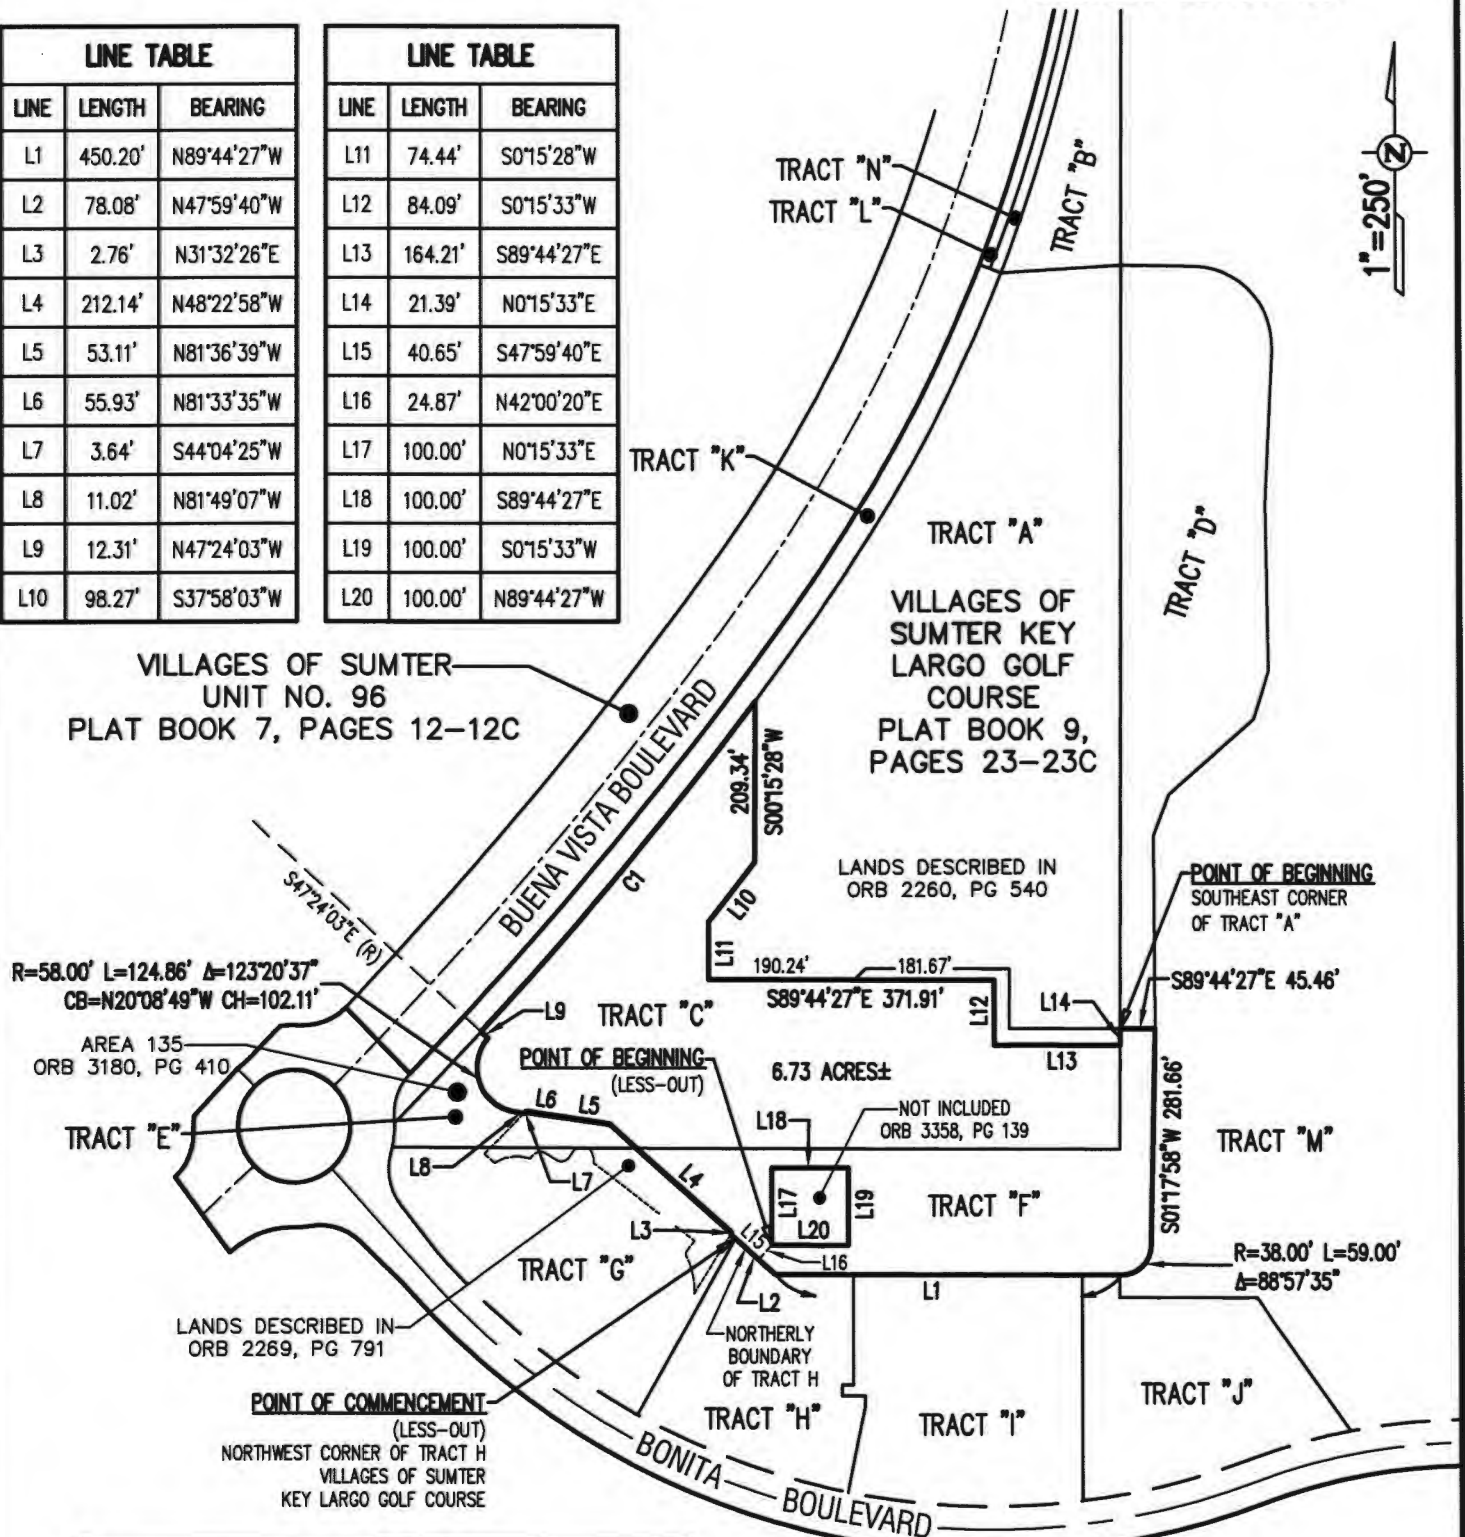 LINE TABLE
LINE LENGTH BEARING
L1 450.20' N89°44'27"W
L2 78.08' N47°59'40"W
L3 2.76' N31°32'26"E
L4 212.14' N48°22'58"W
L5 53.11' N81°36'39"W
L6 55.93' N81°33'35"W
L7 3.64' S44°04'25"W
L8 11.02' N81°49'07"W
L9 12.31' N47°24'03"W
L10 98.27' S37°58'03"W
LINE TABLE
LINE LENGTH BEARING
L11 74.44' S0°15'28"W
L12 84.09' S0°15'33"W
L13 164.21' S89°44'27"E
L14 21.39' N0°15'33"E
L15 40.65' S47°59'40"E
L16 24.87' N42°00'20"E
L17 100.00' N0°15'33"E
L18 100.00' S89°44'27"E
L19 100.00' S0°15'33"W
L20 100.00' N89°44'27"W
TRACT "N"
TRACT "L"
TRACT "B"
N
1"=250'
TRACT "K"
TRACT "A"
TRACT "D"
VILLAGES OF
SUMTER KEY
LARGO GOLF
COURSE
PLAT BOOK 9,
PAGES 23-23C
VILLAGES OF SUMTER
UNIT NO. 96
PLAT BOOK 7, PAGES 12-12C
BUENA VISTA BOULEVARD
209.34'
S00°15'28"W
C1
L10
L11
LANDS DESCRIBED IN
ORB 2260, PG 540
POINT OF BEGINNING
SOUTHEAST CORNER
OF TRACT "A"
S47°24'03"E (R)
190.24'
181.67'
S89°44'27"E 371.91'
L12
L14
S89°44'27"E 45.46'
R=58.00' L=124.86' Δ=123°20'37"
CB=N20°08'49"W CH=102.11'
L9
TRACT "C"
L13
AREA 135
ORB 3180, PG 410
POINT OF BEGINNING
(LESS-OUT)
6.73 ACRES±
L6
L5
L18
NOT INCLUDED
ORB 3358, PG 139
TRACT "E"
L8
L7
L4
S01°17'58"W 281.66'
TRACT "M"
L17
L19
L20
TRACT "F"
L3
L15
L16
TRACT "G"
L2
L1
R=38.00' L=59.00'
Δ=88°57'35"
LANDS DESCRIBED IN
ORB 2269, PG 791
NORTHERLY
BOUNDARY
OF TRACT H
POINT OF COMMENCEMENT
(LESS-OUT)
NORTHWEST CORNER OF TRACT H
VILLAGES OF SUMTER
KEY LARGO GOLF COURSE
TRACT "H"
TRACT "I"
TRACT "J"
BONITA BOULEVARD